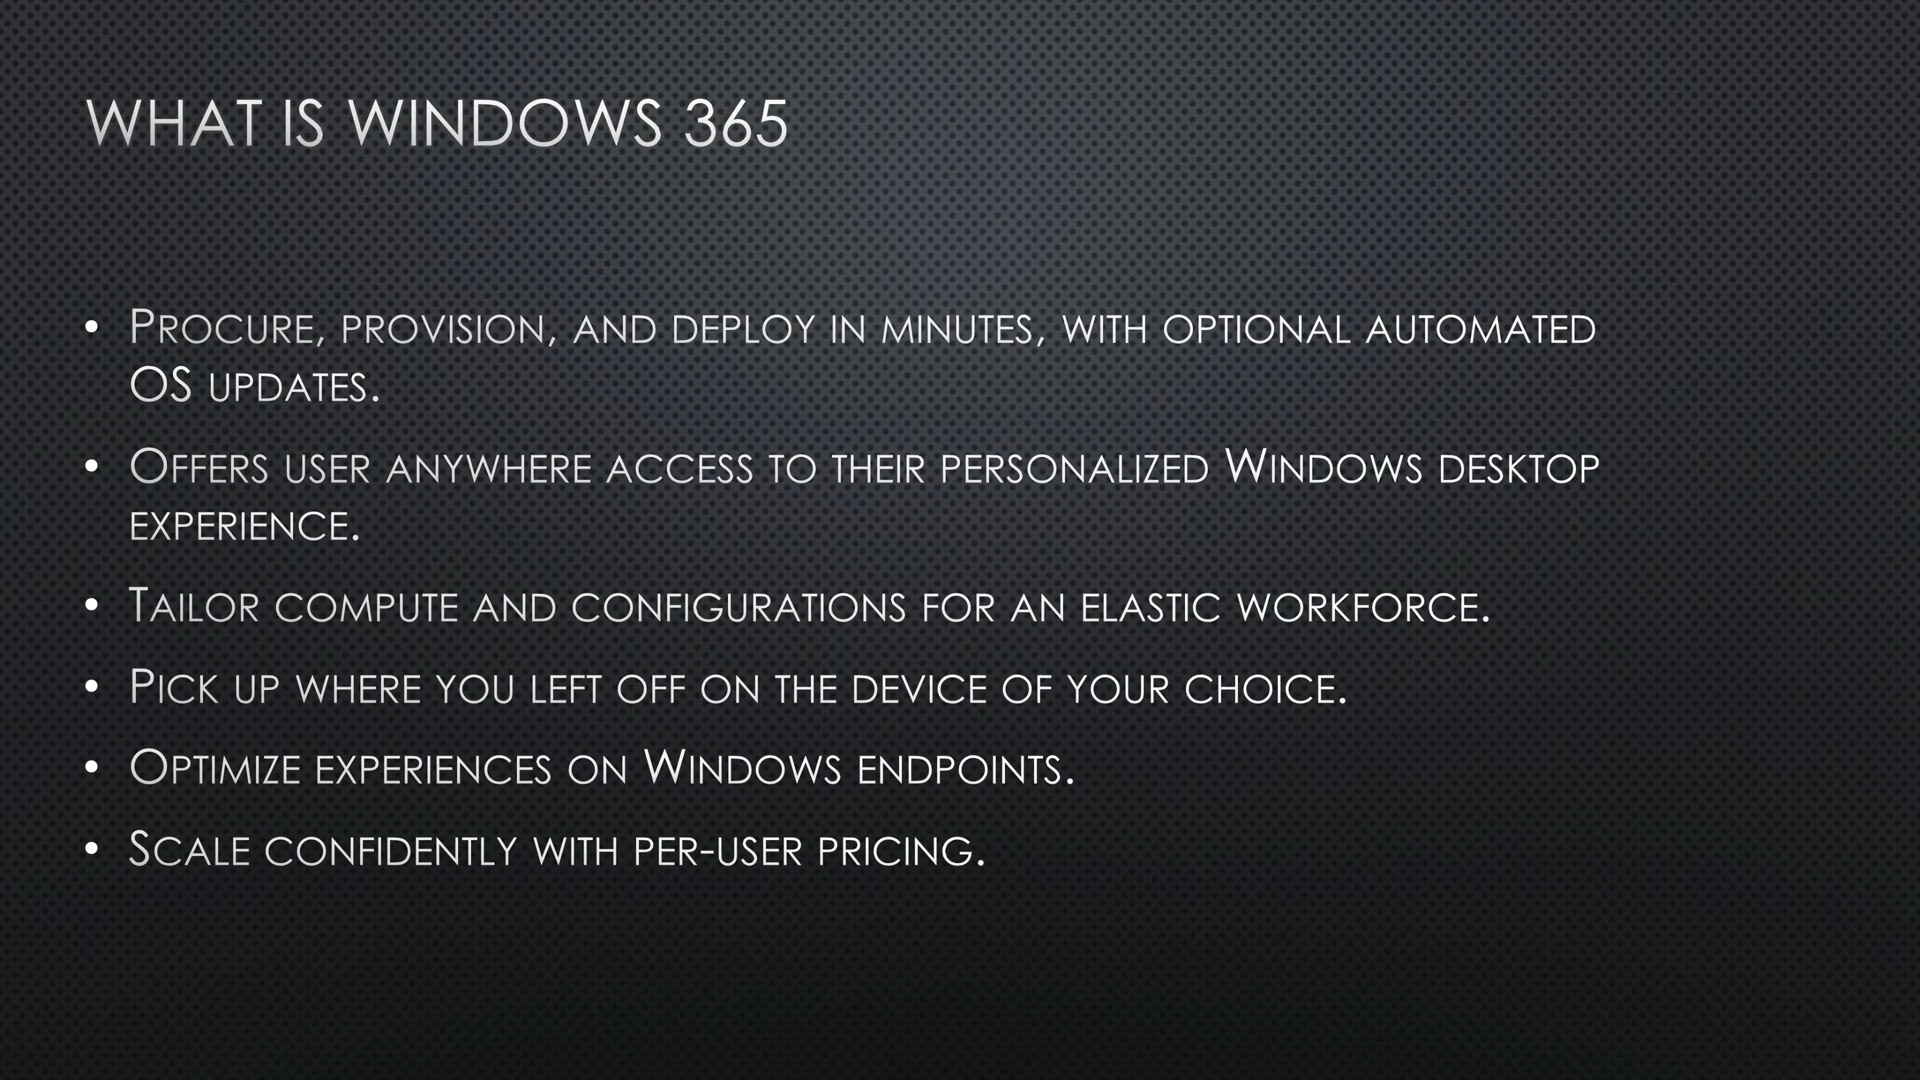 WHAT IS WINDOWS 365
• PROCURE, PROVISION, AND DEPLOY IN MINUTES, WITH OPTIONAL AUTOMATED
OS UPDATES.
• OFFERS USER ANYWHERE ACCESS TO THEIR PERSONALIZED WINDOWS DESKTOP
EXPERIENCE.
• TAILOR COMPUTE AND CONFIGURATIONS FOR AN ELASTIC WORKFORCE.
• PICK UP WHERE YOU LEFT OFF ON THE DEVICE OF YOUR CHOICE.
• OPTIMIZE EXPERIENCES ON WINDOWS ENDPOINTS.
• SCALE CONFIDENTLY WITH PER-USER PRICING.